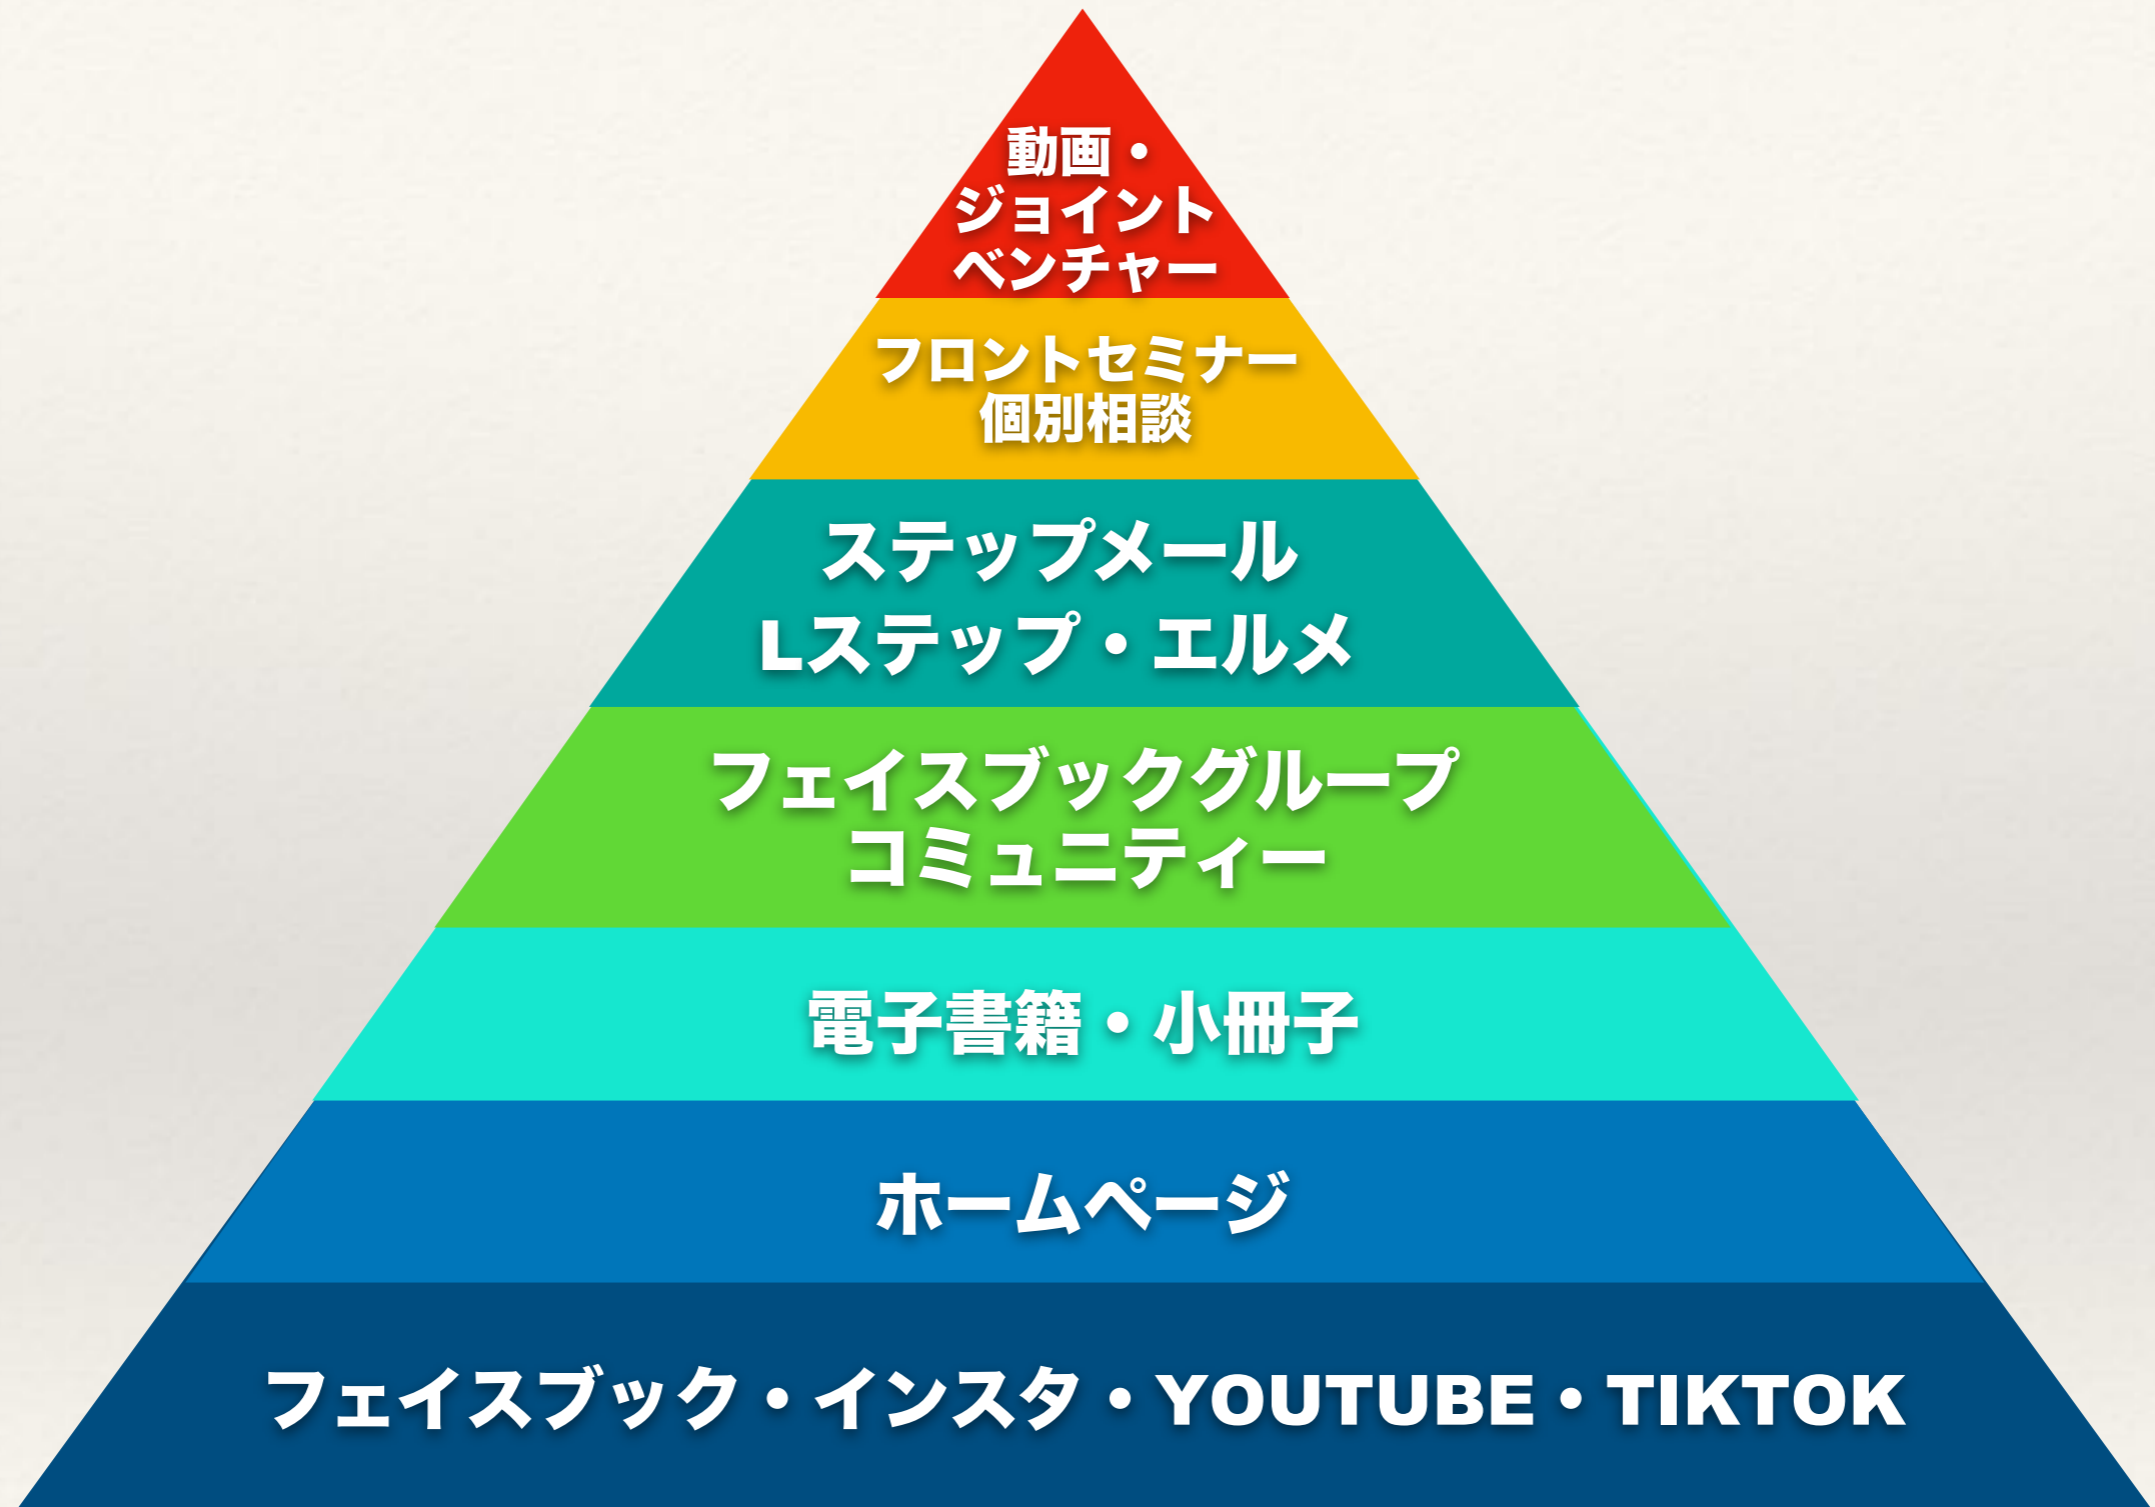 動画・
ジョイント
ベンチャー
フロントセミナー
個別相談
ステップメール
Lステップ・エルメ
フェイスブックグループ
コミュニティー
電子書籍・小冊子
ホームページ
フェイスブック・インスタ・YOUTUBE・TIKTOK